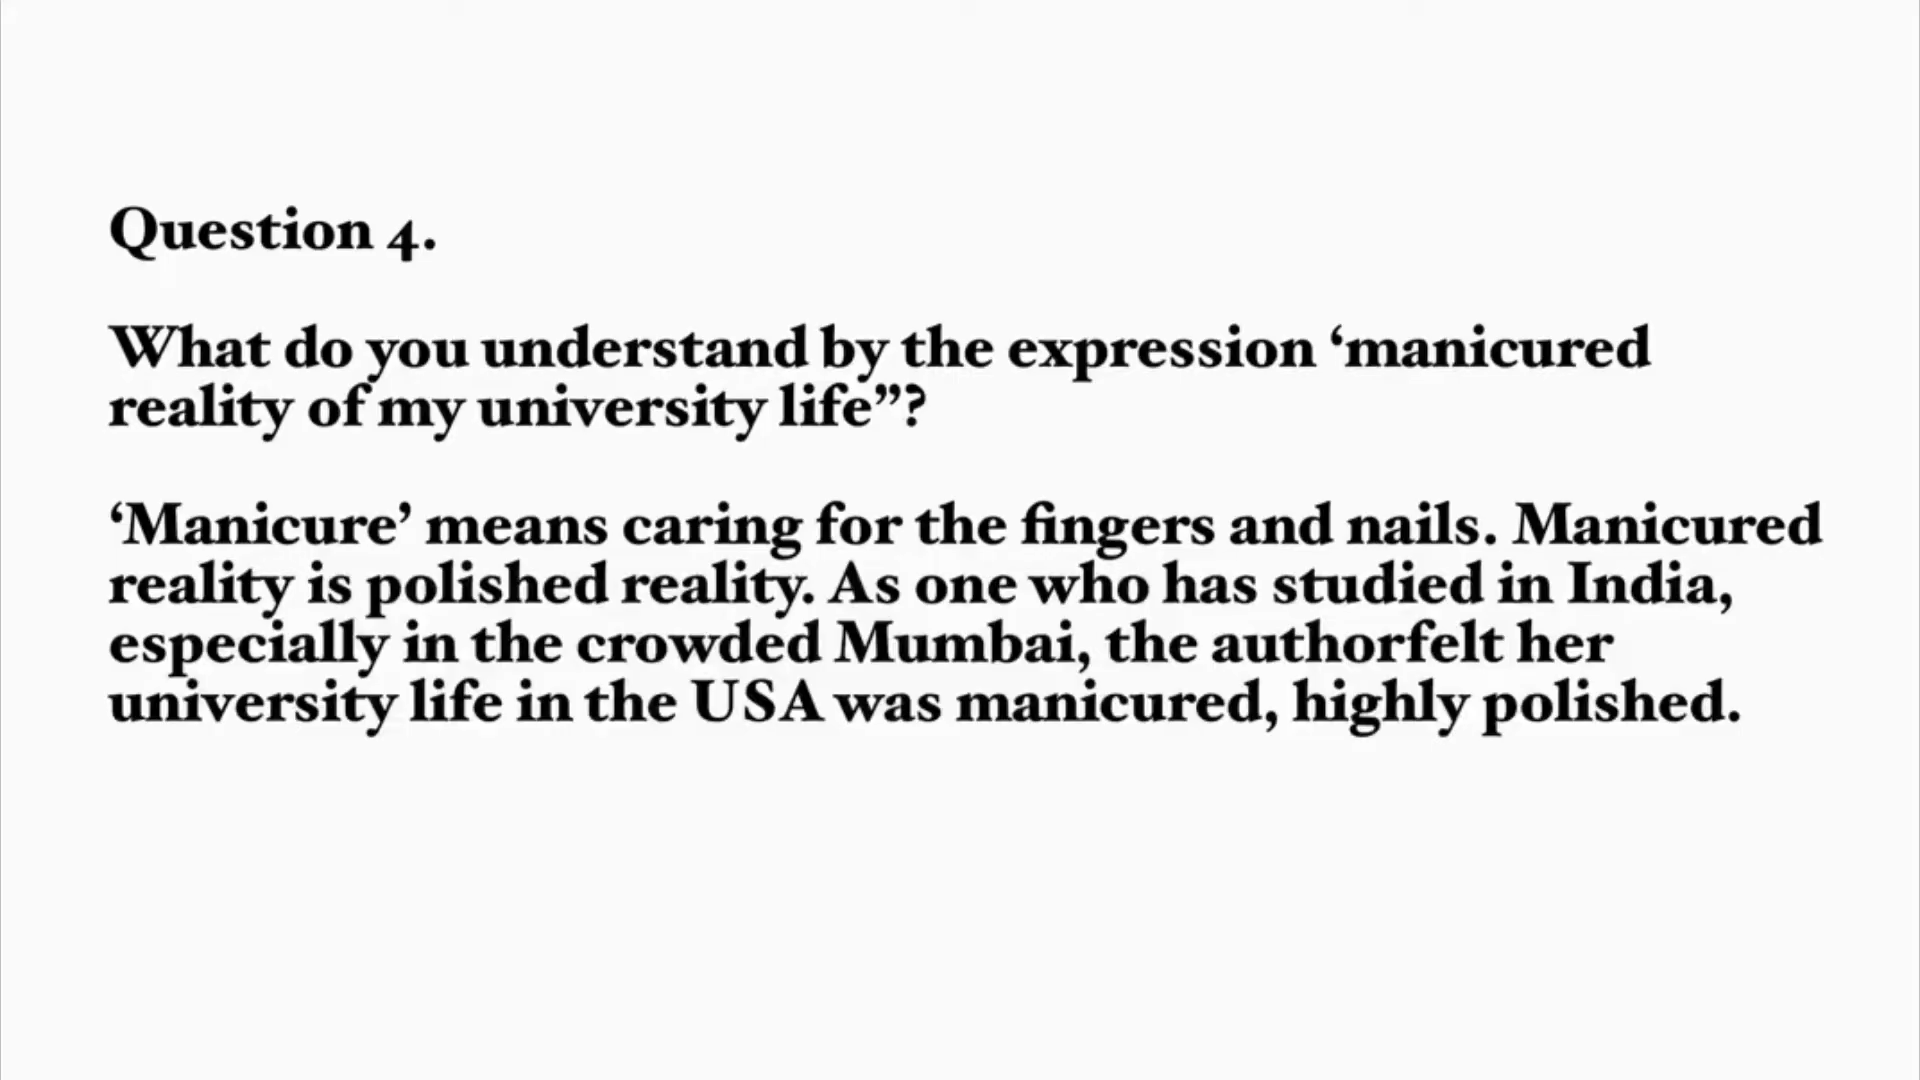 Question 4.
What do you understand by the expression ‘manicured
reality of my university life”?
‘Manicure’ means caring for the fingers and nails. Manicured
reality is polished reality. As one who has studied in India,
especially in the crowded Mumbai, the authorfelt her
university life in the USA was manicured, highly polished.